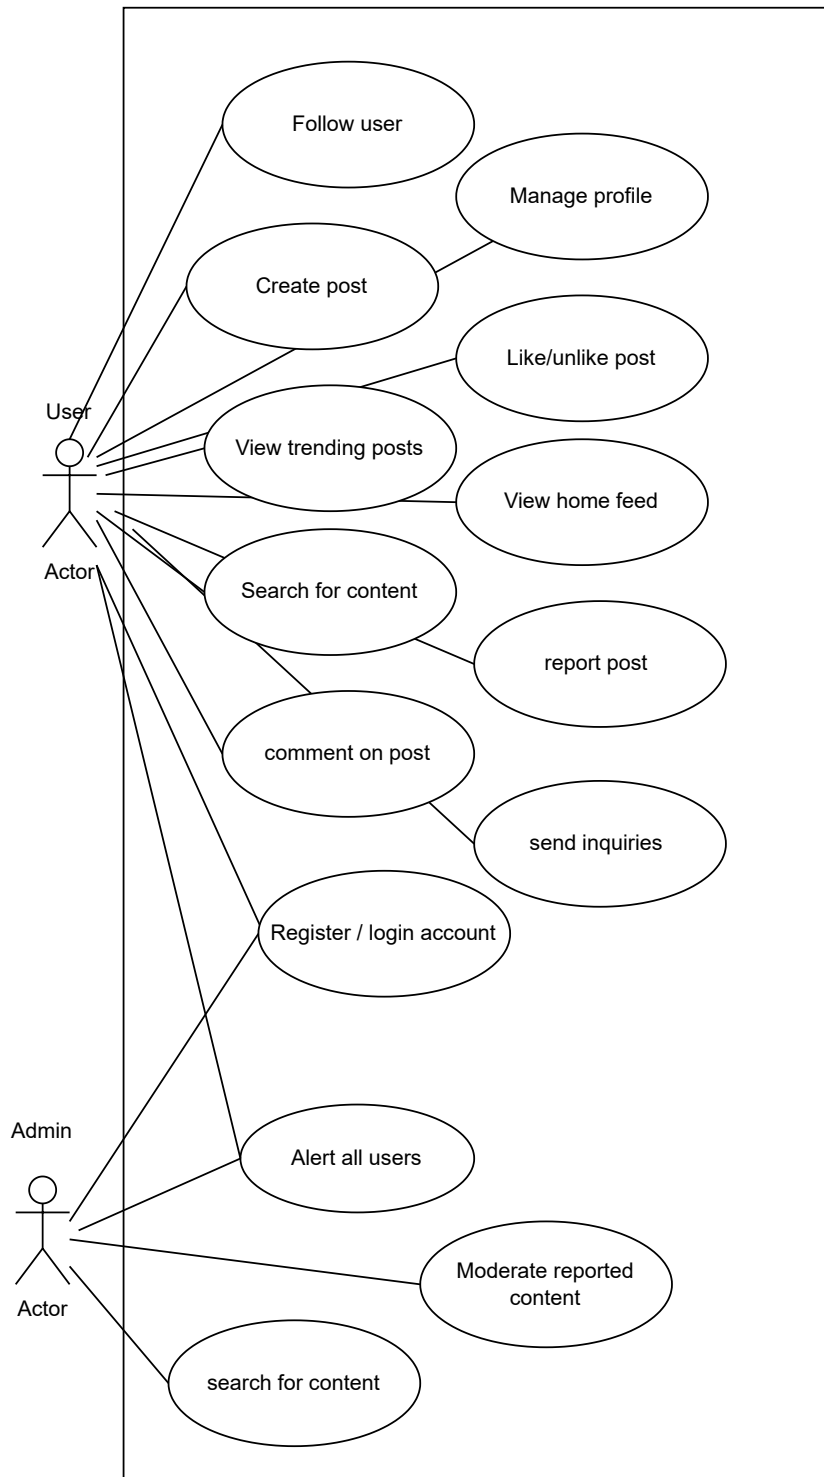 Follow user
Manage profile
Create post
Like/unlike post
User
View trending posts
View home feed
Actor
Search for content
report post
comment on post
send inquiries
Register / login account
Admin
Alert all users
Moderate reported
content
Actor
search for content